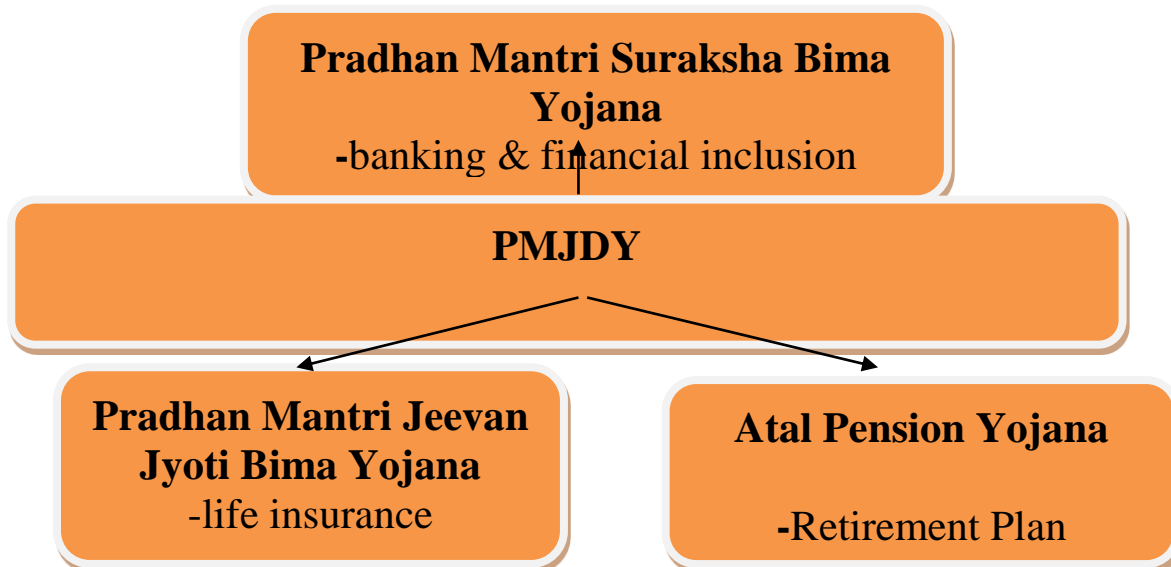 Pradhan Mantri Suraksha Bima
Yojana
-banking & financial inclusion
PMJDY
Pradhan Mantri Jeevan
Jyoti Bima Yojana
-life insurance
Atal Pension Yojana
-Retirement Plan